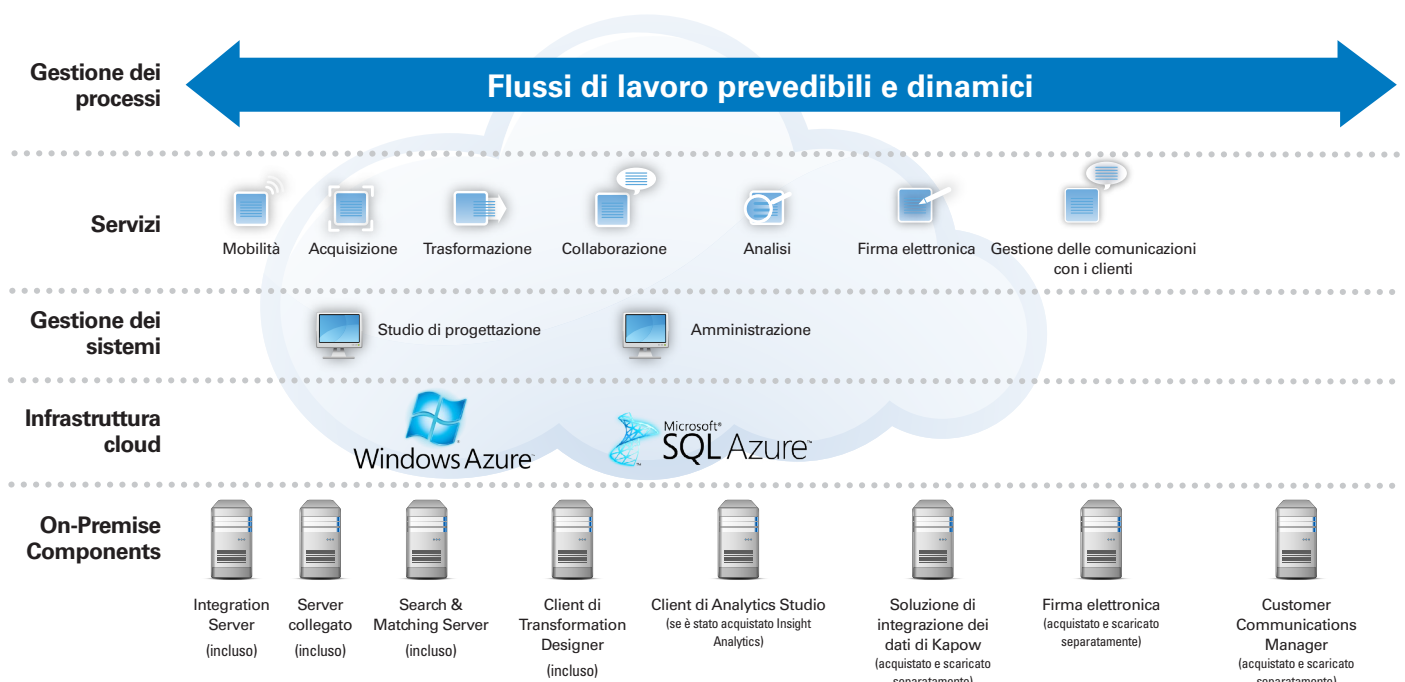 Gestione dei
processi
Flussi di lavoro prevedibili e dinamici
Servizi
Mobilità
Acquisizione
Trasformazione
Collaborazione
Analisi
Firma elettronica
Gestione delle comunicazioni
con i clienti
Gestione dei
sistemi
Studio di progettazione
Amministrazione
Infrastruttura
cloud
Windows Azure
Microsoft®
SQL Azure™
On-Premise
Components
Integration
Server
(incluso)
Server
collegato
(incluso)
Search &
Matching Server
(incluso)
Client di
Transformation
Designer
(incluso)
Client di Analytics Studio
(se è stato acquistato Insight
Analytics)
Soluzione di
integrazione dei
dati di Kapow
(acquistato e scaricato
separatamente)
Firma elettronica
(acquistato e scaricato
separatamente)
Customer
Communications
Manager
(acquistato e scaricato
separatamente)